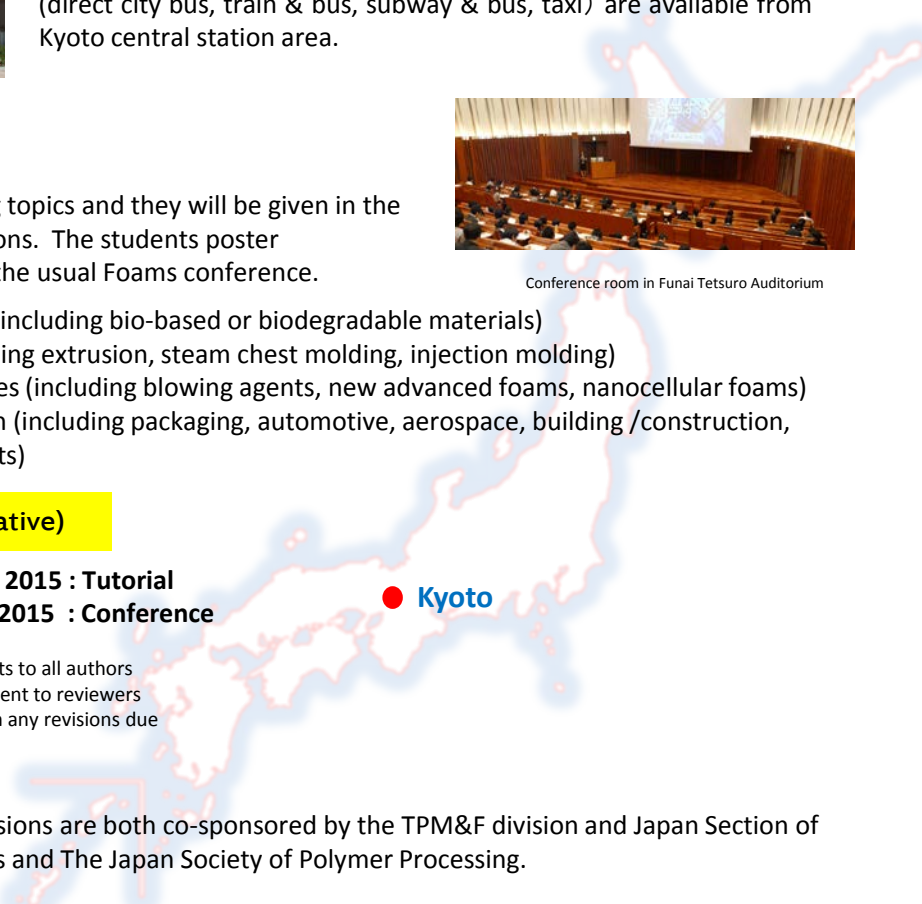 (direct city bus, train & bus, subway & bus, taxi）are available from
Kyoto central station area.
topics and they will be given in the
ons. The students poster
the usual Foams conference.
Conference room in Funai Tetsuro Auditorium
including bio-based or biodegradable materials)
ing extrusion, steam chest molding, injection molding)
es (including blowing agents, new advanced foams, nanocellular foams)
(including packaging, automotive, aerospace, building /construction,
ts)
ative)
2015 : Tutorial
2015 : Conference
Kyoto
ts to all authors
ent to reviewers
any revisions due
sions are both co-sponsored by the TPM&F division and Japan Section of
s and The Japan Society of Polymer Processing.